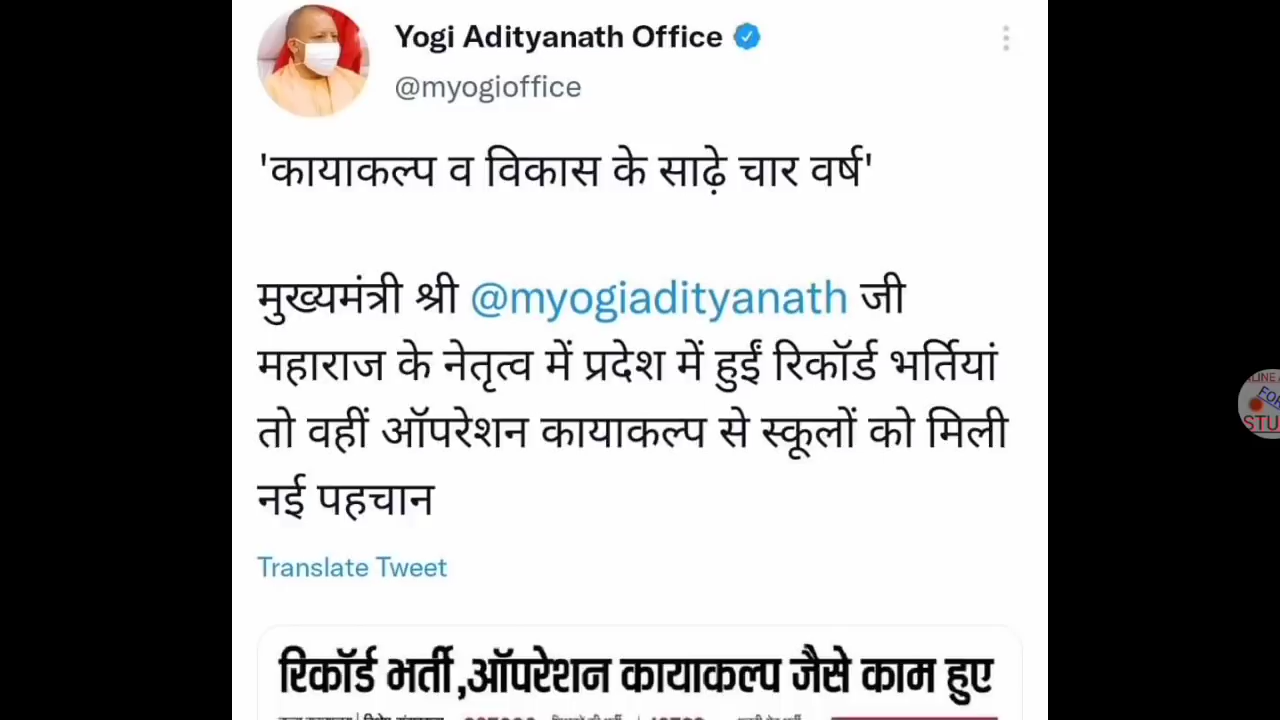 Yogi Adityanath Office
@myogioffice
'कायाकल्प व विकास के साढ़े चार वर्ष'
मुख्यमंत्री श्री @myogiadityanath जी
महाराज के नेतृत्व में प्रदेश में हुईं रिकॉर्ड भर्तियां
तो वहीं ऑपरेशन कायाकल्प से स्कूलों को मिली
नई पहचान
Translate Tweet
रिकॉर्ड भर्ती,ऑपरेशन कायाकल्प जैसे काम हुए